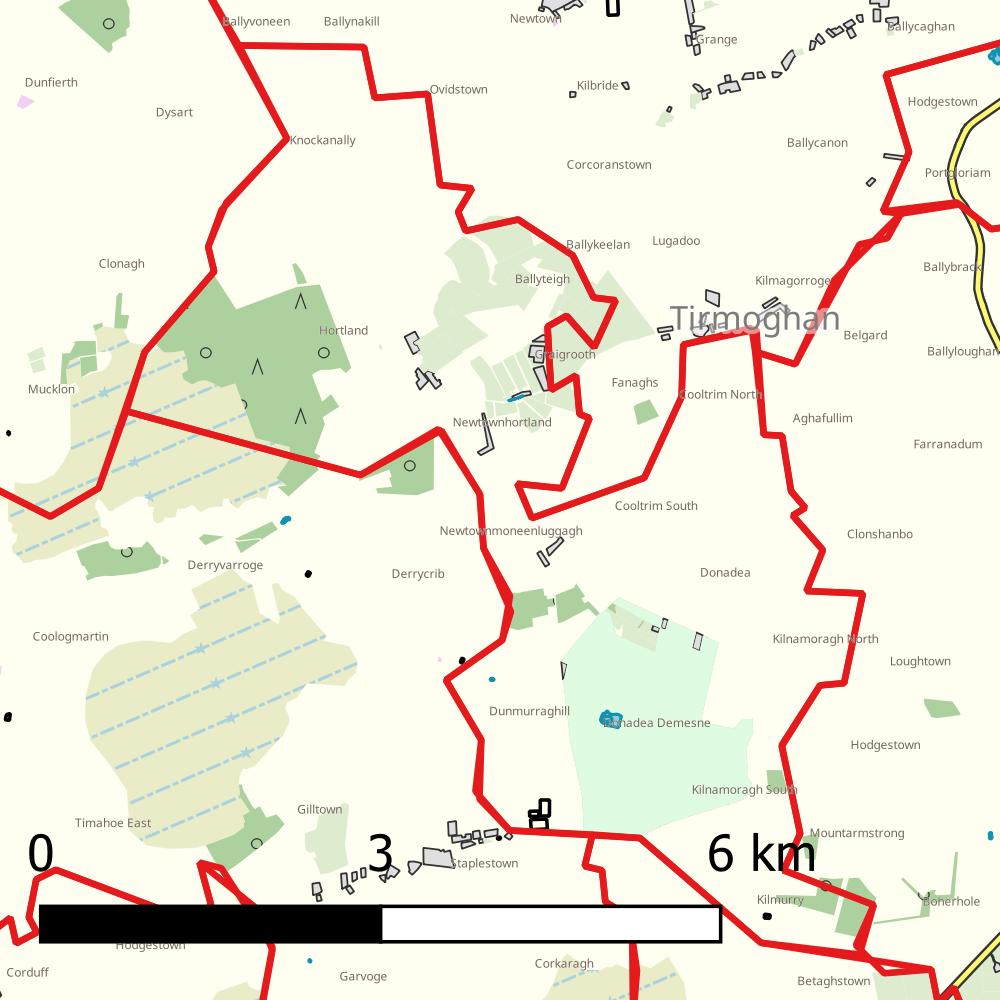 Newtown
Ballyvoneen
Ballynakill
Ballycaghan
Grange
Dunfierth
Ovidstown
Kilbride
Hodgestown
Dysart
Knockanally
Ballycanon
Corcoranstown
Portgloriam
Lugadoo
Ballykeelan
Clonagh
Ballybrack
Ballyteigh
Kilmagorroge
Tirmoghan
Hortland
Belgard
Graigrooth
Ballyloughan
Mucklon
Fanaghs
Cooltrim North
Newtownhortland
Aghafullim
Farranadum
Cooltrim South
Newtownmoneenluggagh
Clonshanbo
Derryvarroge
Derrycrib
Donadea
Coologmartin
Kilnamoragh North
Loughtown
Dunmurraghill
Donadea Demesne
Hodgestown
Kilnamoragh South
Gilltown
Timahoe East
Mountarmstrong
0 3 6 km
Staplestown
Kilmurry
Bonerhole
Hodgestown
Corduff
Garvoge
Corkaragh
Betaghstown